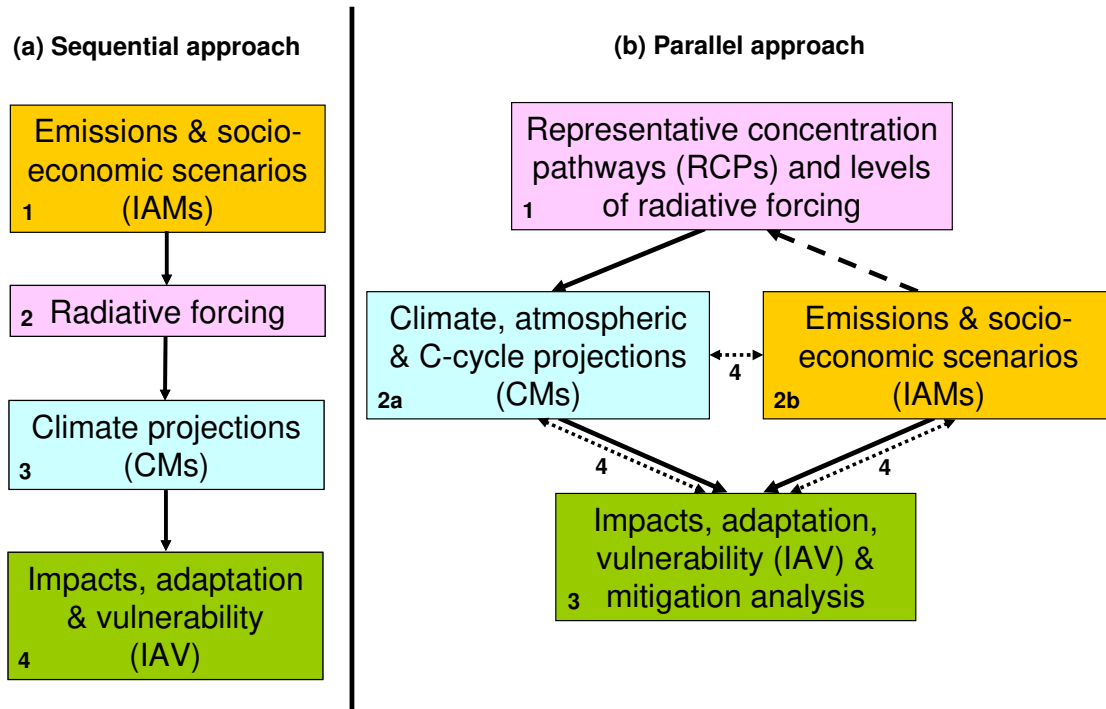 (a) Sequential approach
Emissions & socio-
economic scenarios
(IAMs)
1
2
Radiative forcing
Climate projections
(CMs)
3
Impacts, adaptation
& vulnerability
(IAV)
4
(b) Parallel approach
Representative concentration
pathways (RCPs) and levels
of radiative forcing
1
Climate, atmospheric
& C-cycle projections
(CMs)
2a
4
Emissions & socio-
economic scenarios
(IAMs)
2b
4
4
Impacts, adaptation,
vulnerability (IAV) &
mitigation analysis
3